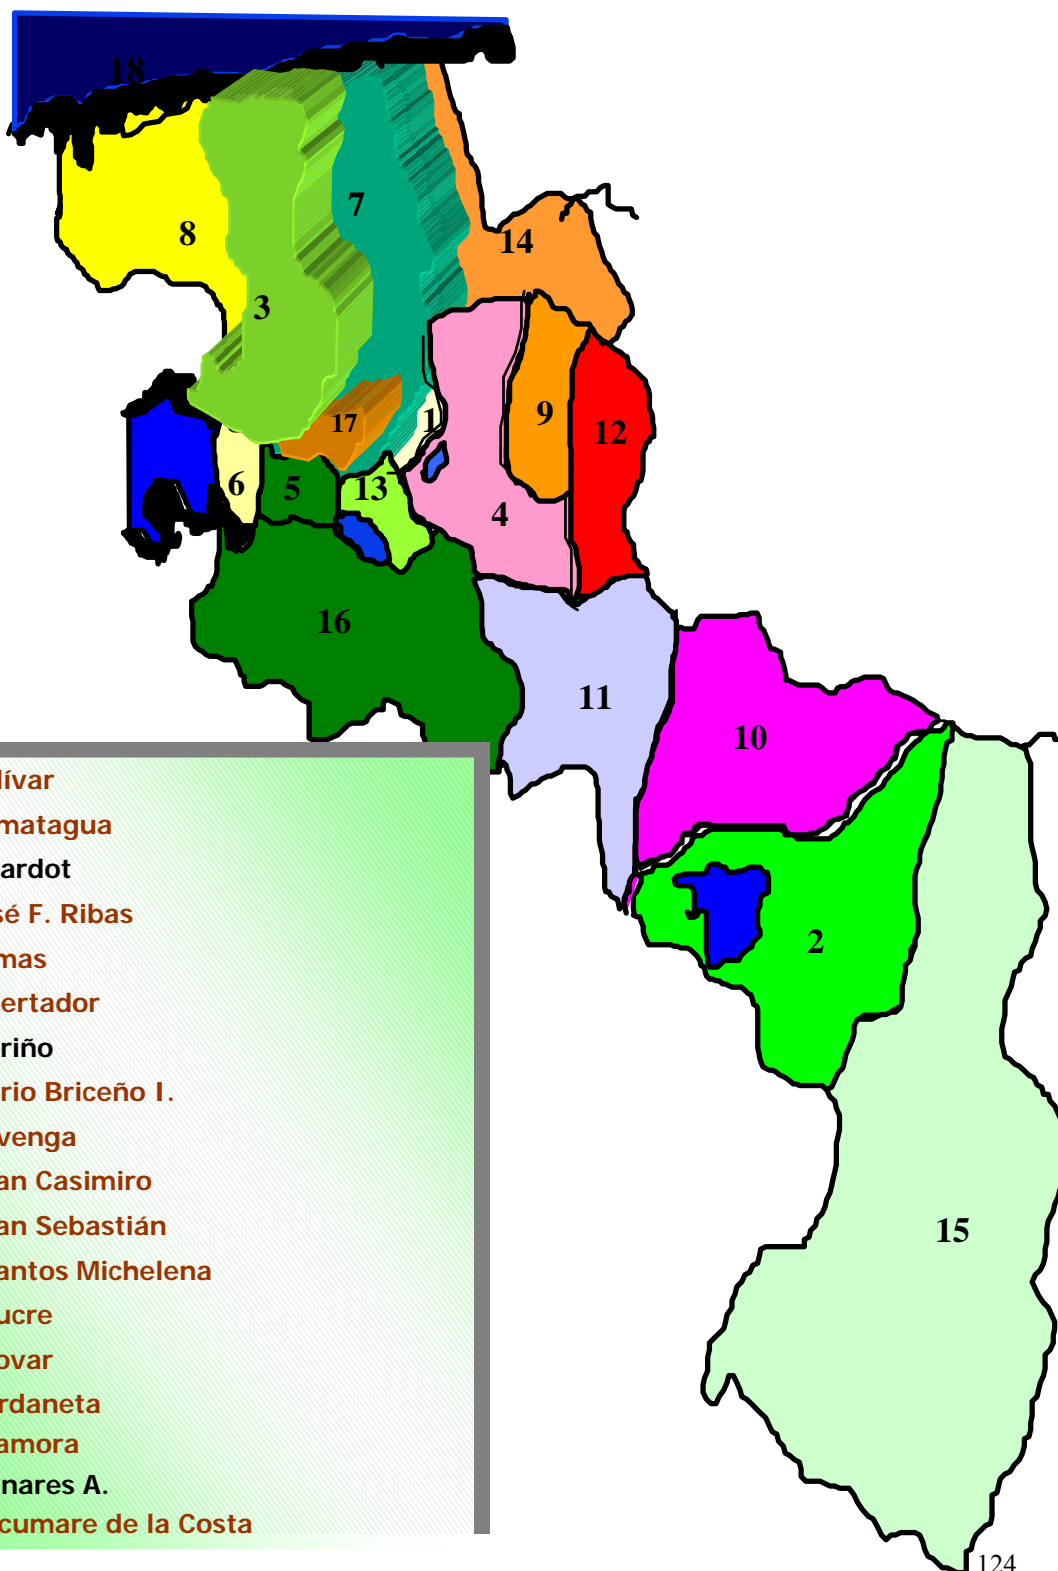 18
7
8
14
3
1
17
9
12
6
5
13
4
16
11
10
2
15
lívar
matagua
ardot
sé F. Ribas
mas
ertador
riño
rio Briceño I.
venga
an Casimiro
an Sebastián
antos Michelena
ucre
ovar
rdaneta
amora
nares A.
cumare de la Costa
124